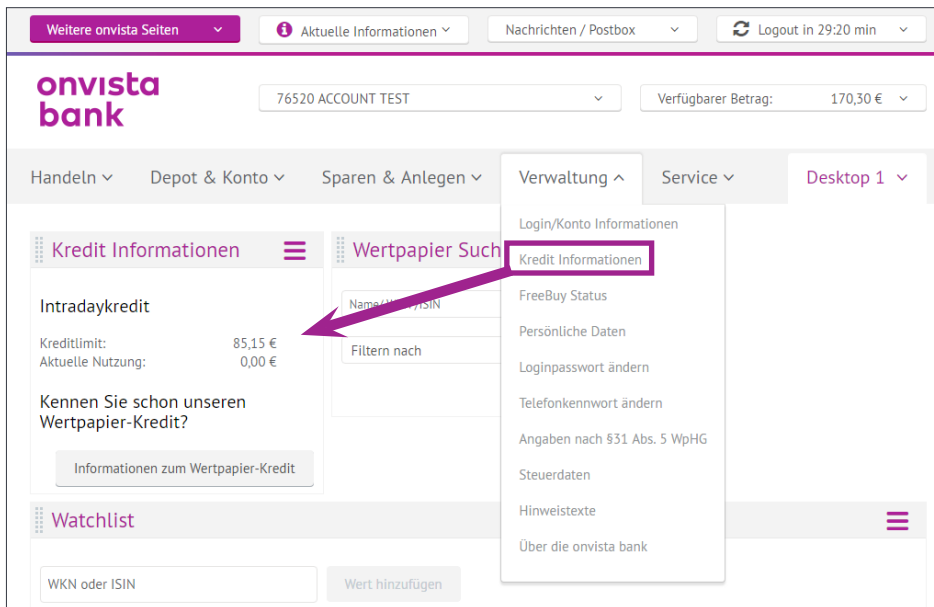 Weitere onvista Seiten
Aktuelle Informationen
Nachrichten / Postbox
Logout in 29:20 min
onvista
bank
76520 ACCOUNT TEST
Verfügbarer Betrag: 170,30 €
Handeln
Depot & Konto
Sparen & Anlegen
Verwaltung
Service
Desktop 1
Login/Konto Informationen
Kredit Informationen
FreeBuy Status
Persönliche Daten
Loginpasswort ändern
Telefonkennwort ändern
Angaben nach §31 Abs. 5 WpHG
Steuerdaten
Hinweistexte
Über die onvista bank
Kredit Informationen
Intradaykredit
Kreditlimit: 85,15 €
Aktuelle Nutzung: 0,00 €
Kennen Sie schon unseren
Wertpapier-Kredit?
Informationen zum Wertpapier-Kredit
Wertpapier Such
/ISIN
Filtern nach
Watchlist
WKN oder ISIN
Wert hinzufügen